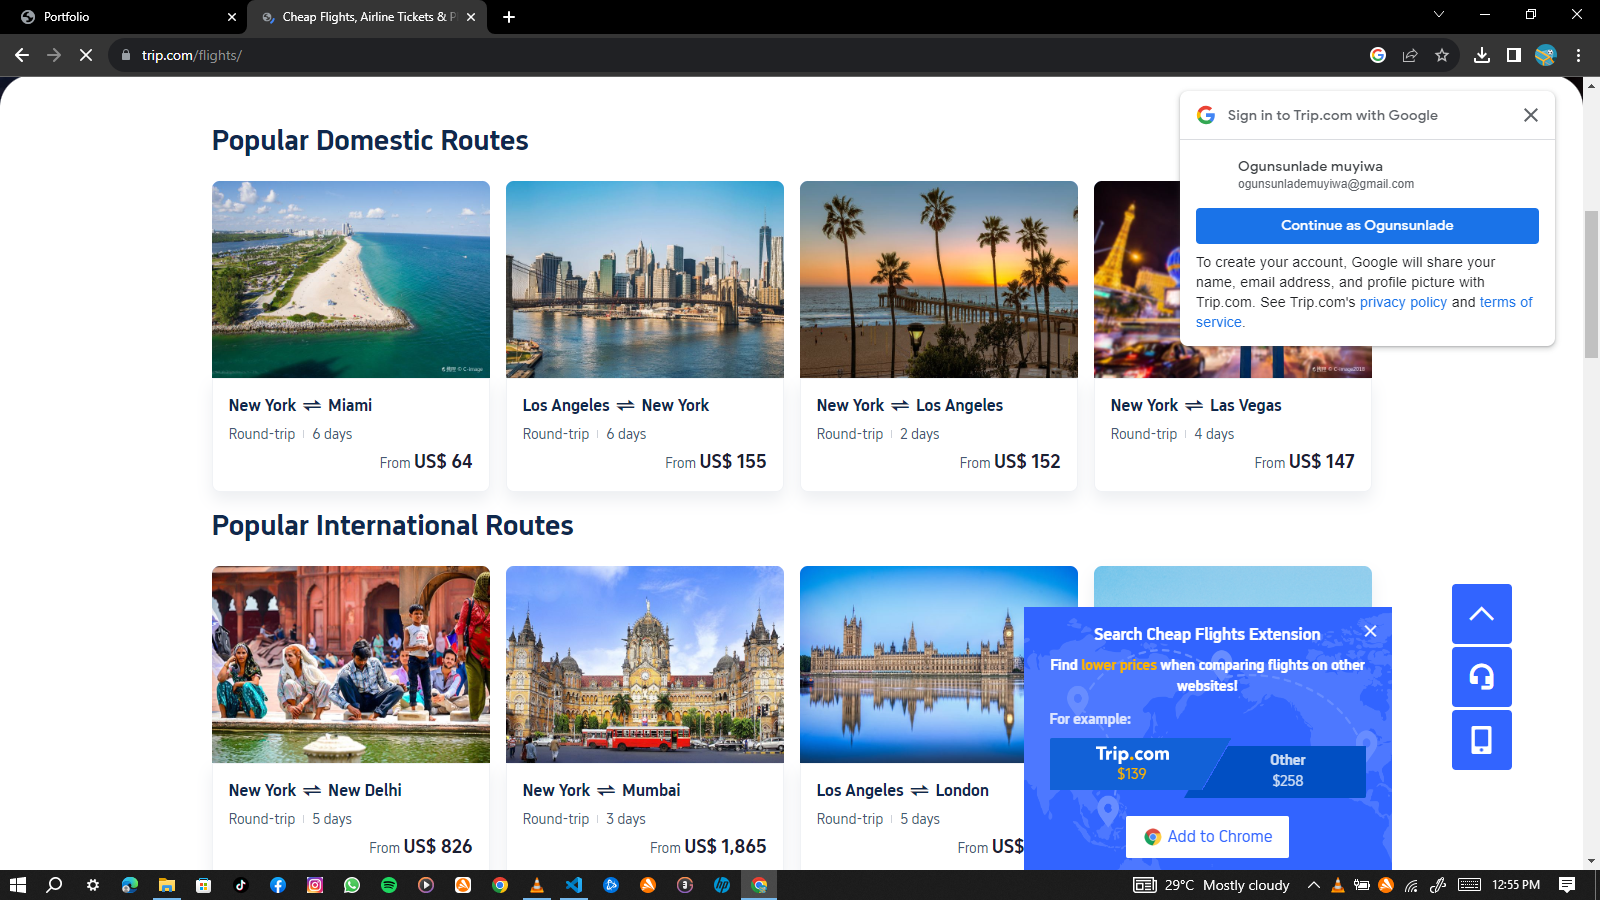 Portfolio
Cheap Flights, Airline Tickets & P
trip.com/flights/
Sign in to Trip.com with Google
Ogunsunlade muyiwa
ogunsunlademuyiwa@gmail.com
Continue as Ogunsunlade
To create your account, Google will share your
name, email address, and profile picture with
Trip.com. See Trip.com's privacy policy and terms of
service.
Popular Domestic Routes
New York ⇌ Miami
Round-trip | 6 days
From US$ 64
Los Angeles ⇌ New York
Round-trip | 6 days
From US$ 155
New York ⇌ Los Angeles
Round-trip | 2 days
From US$ 152
New York ⇌ Las Vegas
Round-trip | 4 days
From US$ 147
Popular International Routes
New York ⇌ New Delhi
Round-trip | 5 days
From US$ 826
New York ⇌ Mumbai
Round-trip | 3 days
From US$ 1,865
Los Angeles ⇌ London
Round-trip | 5 days
From US$
Search Cheap Flights Extension
Find lower prices when comparing flights on other
websites!
For example:
Trip.com
$139
Other
$258
Add to Chrome
29°C Mostly cloudy
12:55 PM